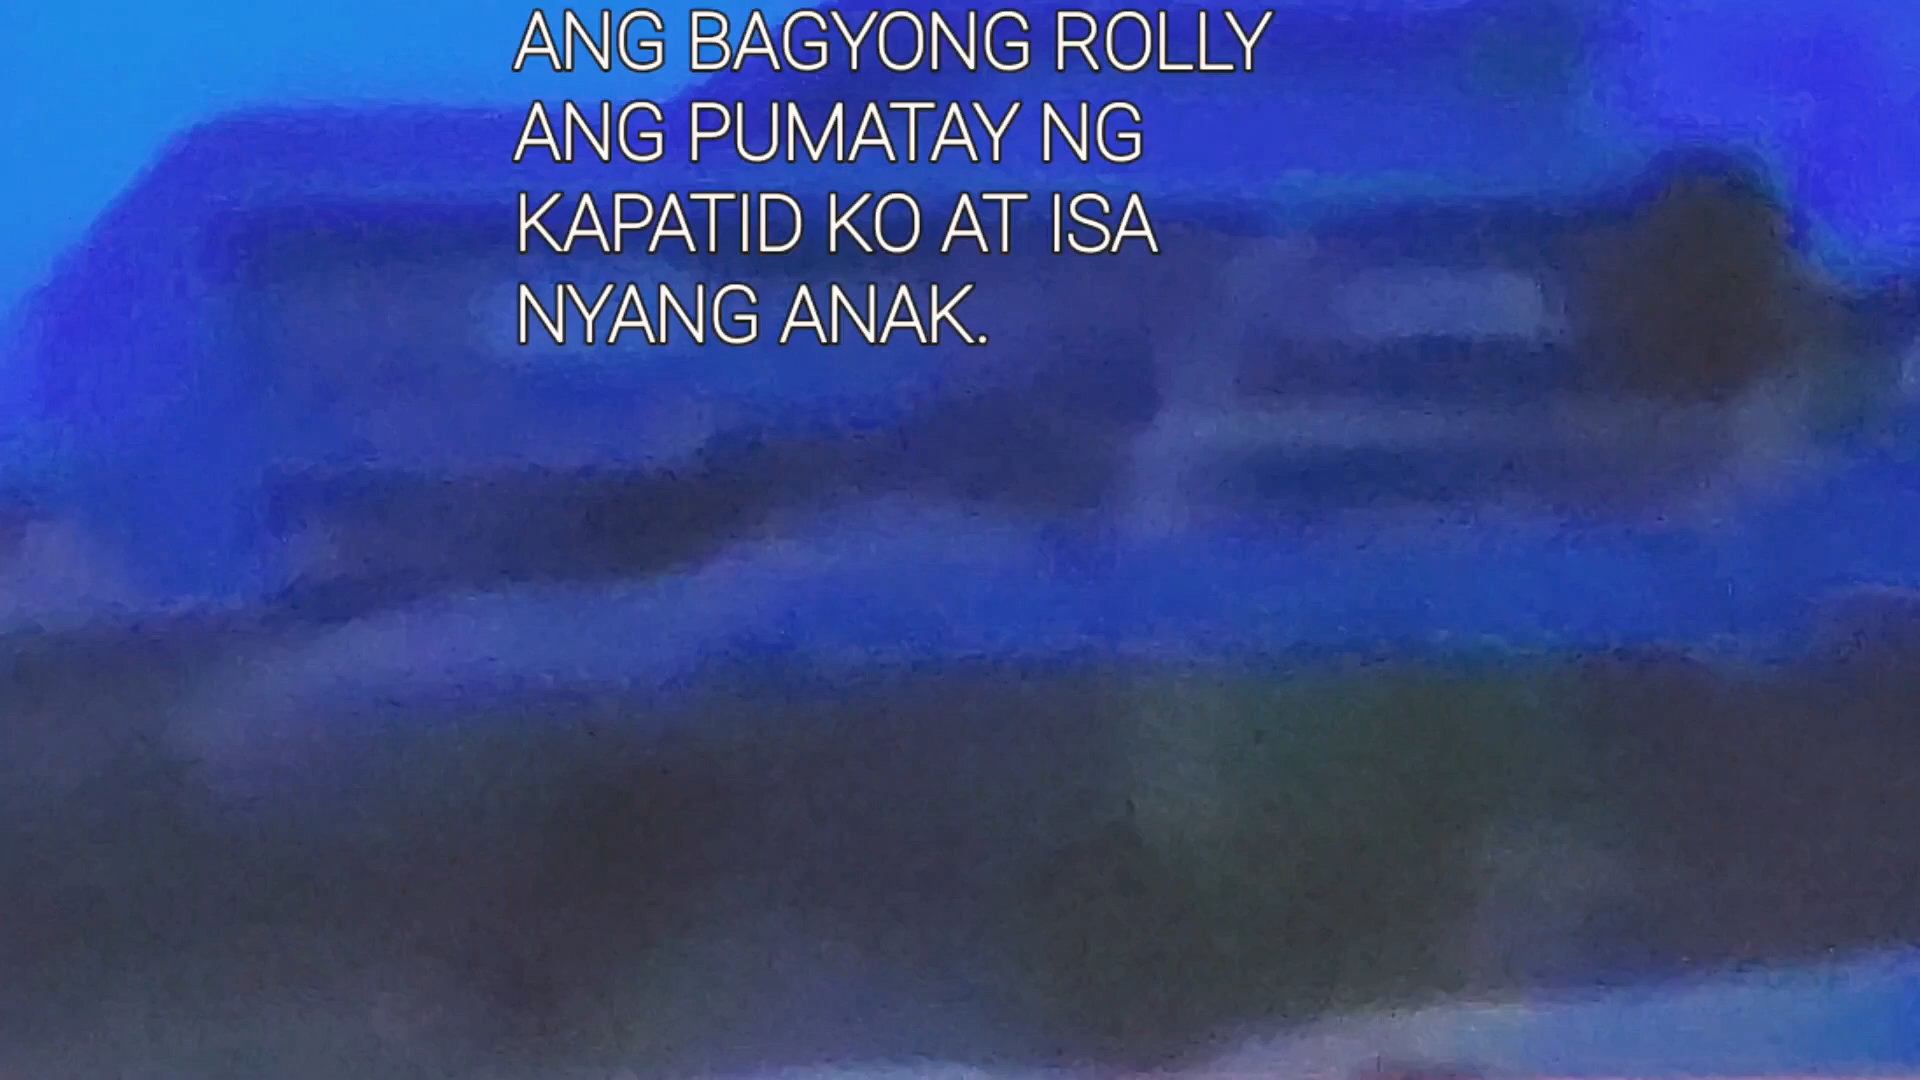 ANG BAGYONG ROLLY
ANG PUMATAY NG
KAPATID KO AT ISA
NYANG ANAK.